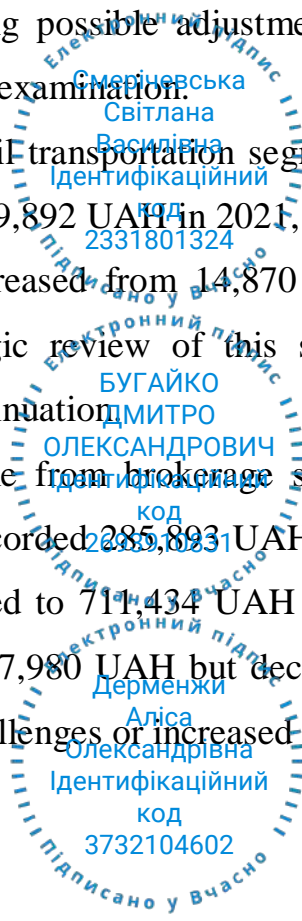 ng possible adjustme
examination.
il transportation seg
9,892 UAH in 2021,
reased from 14,870
gic review of this s
nuation.
e from brokerage s
corded 285,893 UAH
ed to 711,434 UAH
7,980 UAH but dec
llenges or increased
Електронний підпис
Смерічевська
Світлана
Василівна
Ідентифікаційний
код
2331801324
Підписано у Вчасно
Електронний підпис
БУГАЙКО
ДМИТРО
ОЛЕКСАНДРОВИЧ
Ідентифікаційний
код
Підписано у Вчасно
Електронний підпис
Дерменжи
Аліса
Олександрівна
Ідентифікаційний
код
3732104602
Підписано у Вчасно